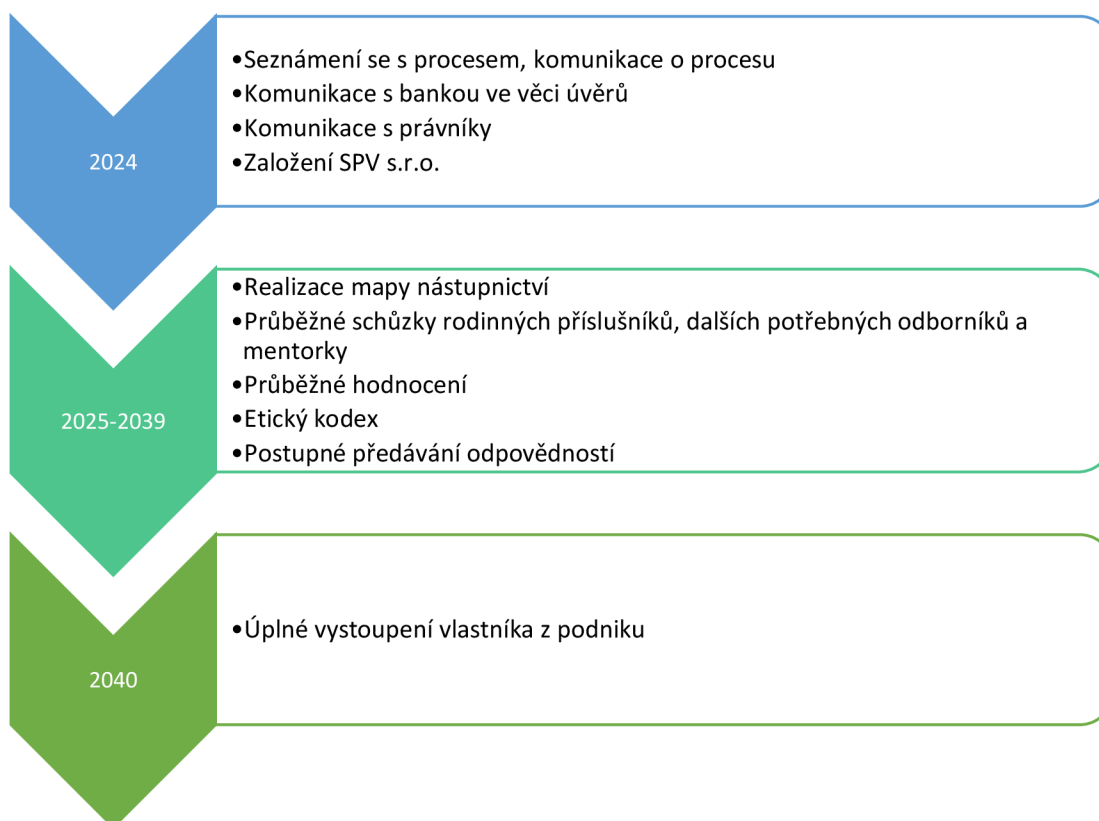 2024
•Seznámení se s procesem, komunikace o procesu
•Komunikace s bankou ve věci úvěrů
•Komunikace s právníky
•Založení SPV s.r.o.
2025-2039
•Realizace mapy nástupnictví
•Průběžné schůzky rodinných příslušníků, dalších potřebných odborníků a
mentorky
•Průběžné hodnocení
•Etický kodex
•Postupné předávání odpovědností
2040
•Úplné vystoupení vlastníka z podniku